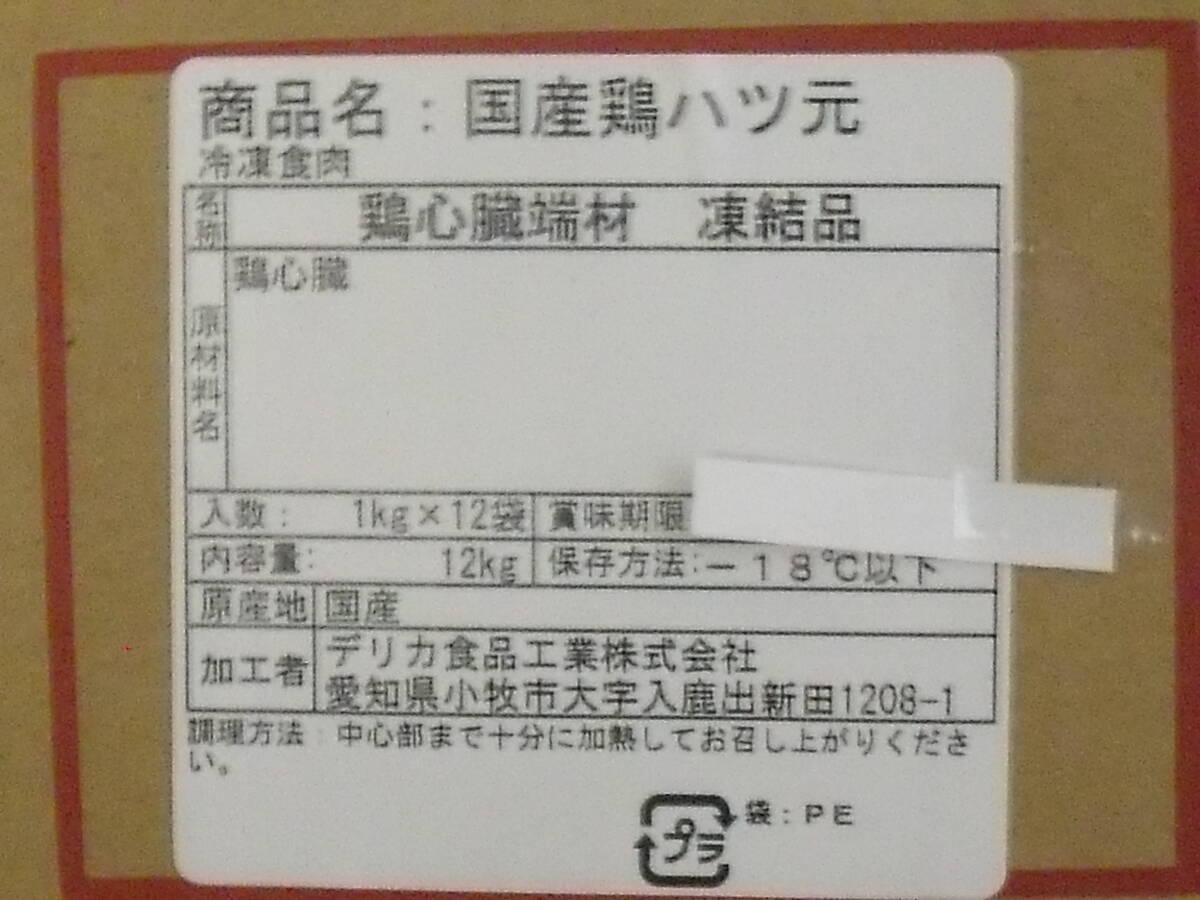 商品名：国産鶏ハツ元
冷凍食肉
名称 鶏心臓端材 凍結品
原材料名 鶏心臓
入数： 1kg×12袋 賞味期限
内容量： 12kg 保存方法：－18℃以下
原産地 国産
加工者 デリカ食品工業株式会社
愛知県小牧市大字入鹿出新田1208-1
調理方法：中心部まで十分に加熱してお召し上がりくださ
い。
プラ 袋：PE